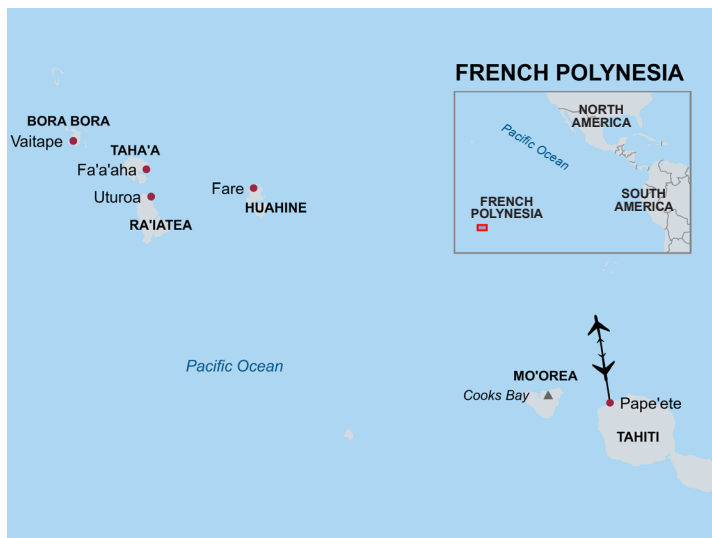 FRENCH POLYNESIA
NORTH
AMERICA
Pacific Ocean
SOUTH
AMERICA
FRENCH
POLYNESIA
BORA BORA
Vaitape
TAHA'A
Fa'a'aha
Uturoa
RA'IATEA
Fare
HUAHINE
Pacific Ocean
MO'OREA
Cooks Bay
Pape'ete
TAHITI